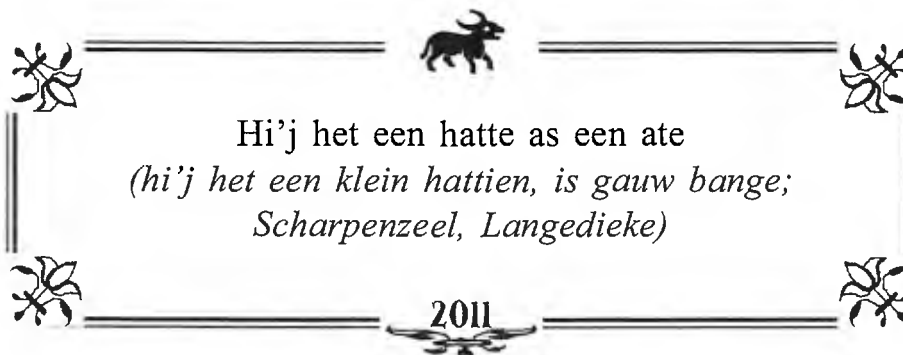 Hi'j het een hatte as een ate
(hi'j het een klein hattien, is gauw bange;
Scharpenzeel, Langedieke)
2011